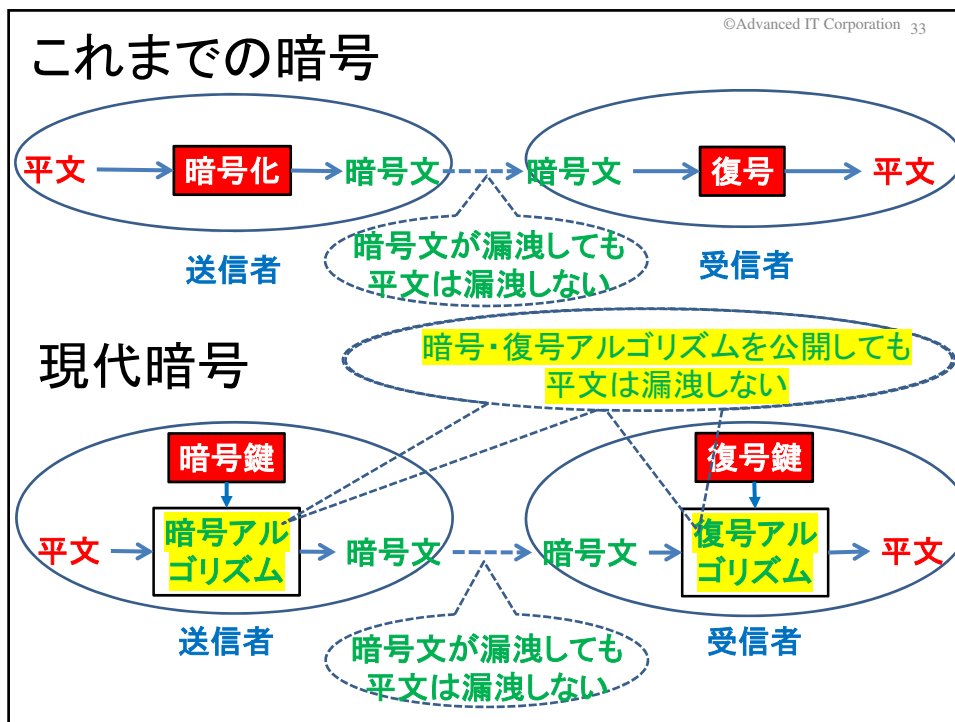 ©Advanced IT Corporation 33
これまでの暗号
平文 暗号化 暗号文 暗号文 復号 平文
送信者
暗号文が漏洩しても
平文は漏洩しない
受信者
現代暗号
暗号・復号アルゴリズムを公開しても
平文は漏洩しない
暗号鍵
復号鍵
平文
暗号アル
ゴリズム
暗号文
暗号文
復号アル
ゴリズム
平文
送信者
暗号文が漏洩しても
平文は漏洩しない
受信者